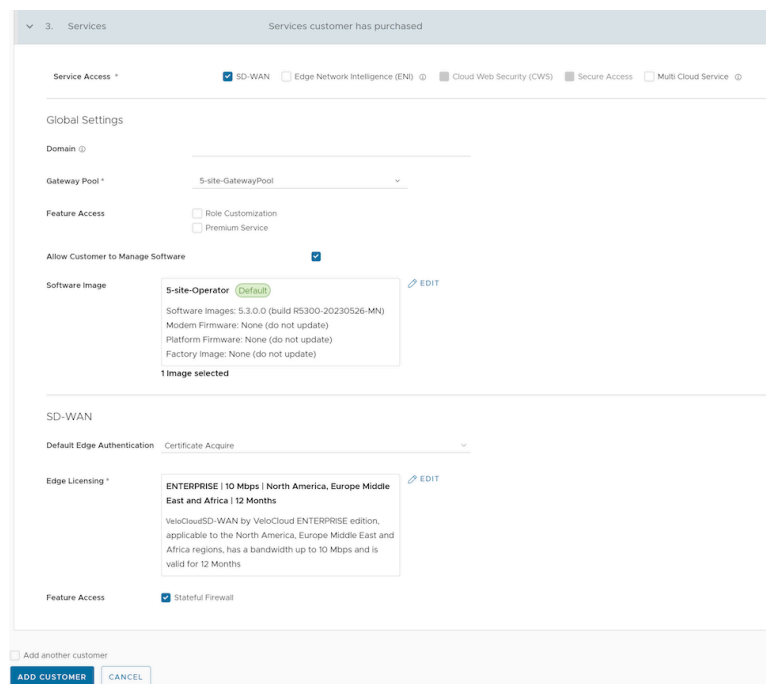 3. Services Services customer has purchased
Service Access * SD-WAN Edge Network Intelligence (ENI) Cloud Web Security (CWS) Secure Access Multi Cloud Service
Global Settings
Domain
Gateway Pool * 5-site-GatewayPool
Feature Access Role Customization
Premium Service
Allow Customer to Manage Software
Software Image 5-site-Operator Default EDIT
Software Images: 5.3.0.0 (build R5300-20230526-MN)
Modem Firmware: None (do not update)
Platform Firmware: None (do not update)
Factory Image: None (do not update)
1 Image selected
SD-WAN
Default Edge Authentication Certificate Acquire
Edge Licensing * ENTERPRISE | 10 Mbps | North America, Europe Middle EDIT
East and Africa | 12 Months
VeloCloudSD-WAN by VeloCloud ENTERPRISE edition,
applicable to the North America, Europe Middle East and
Africa regions, has a bandwidth up to 10 Mbps and is
valid for 12 Months
Feature Access Stateful Firewall
Add another customer
ADD CUSTOMER CANCEL